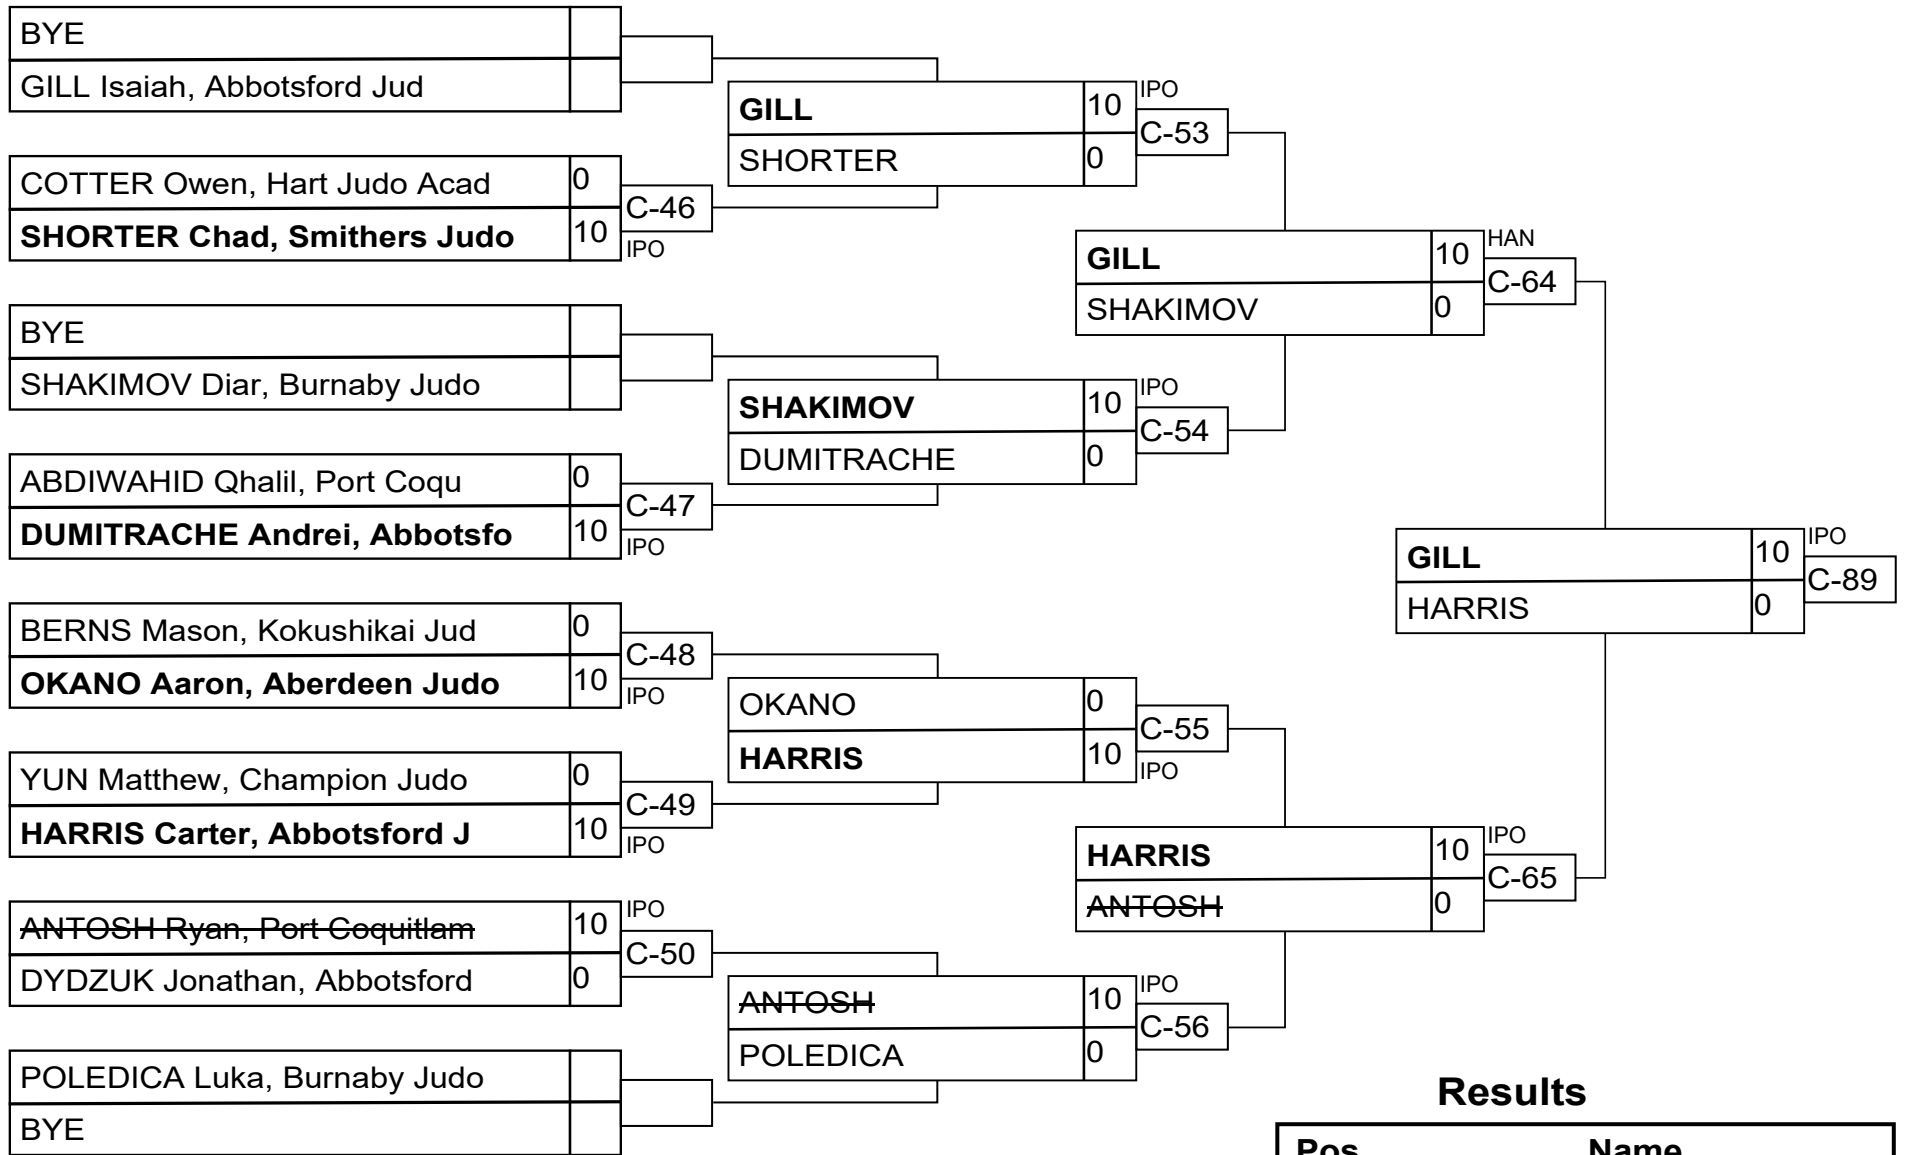 BYE
GILL Isaiah, Abbotsford Jud
COTTER Owen, Hart Judo Acad 0
SHORTER Chad, Smithers Judo 10
C-46
IPO
BYE
SHAKIMOV Diar, Burnaby Judo
ABDIWAHID Qhalil, Port Coqu 0
DUMITRACHE Andrei, Abbotsfo 10
C-47
IPO
BERNS Mason, Kokushikai Jud 0
OKANO Aaron, Aberdeen Judo 10
C-48
IPO
YUN Matthew, Champion Judo 0
HARRIS Carter, Abbotsford J 10
C-49
IPO
ANTOSH Ryan, Port Coquitlam 10
DYDZUK Jonathan, Abbotsford 0
IPO
C-50
POLEDICA Luka, Burnaby Judo
BYE
GILL 10
SHORTER 0
IPO
C-53
SHAKIMOV 10
DUMITRACHE 0
IPO
C-54
OKANO 0
HARRIS 10
C-55
IPO
ANTOSH 10
POLEDICA 0
IPO
C-56
GILL 10
SHAKIMOV 0
HAN
C-64
HARRIS 10
ANTOSH 0
IPO
C-65
GILL 10
HARRIS 0
IPO
C-89
Results
Pos Name